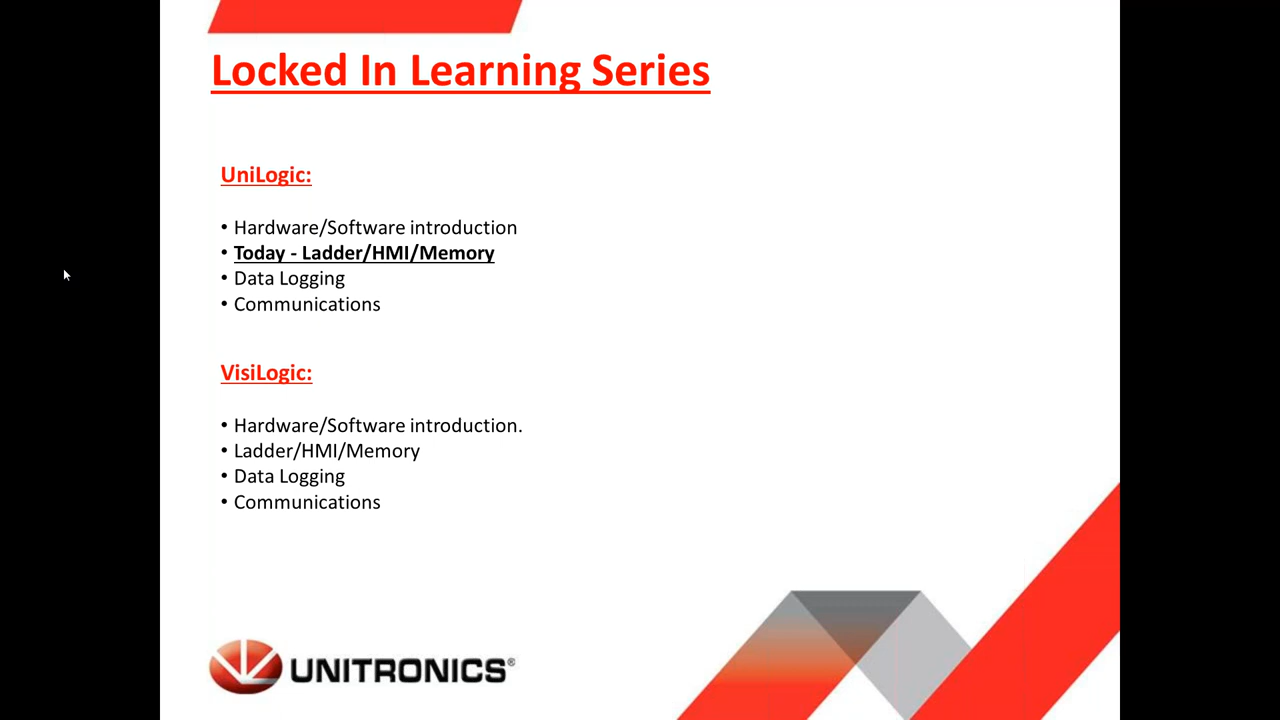 Locked In Learning Series
UniLogic:
• Hardware/Software introduction
• Today - Ladder/HMI/Memory
• Data Logging
• Communications
VisiLogic:
• Hardware/Software introduction.
• Ladder/HMI/Memory
• Data Logging
• Communications
UNITRONICS®